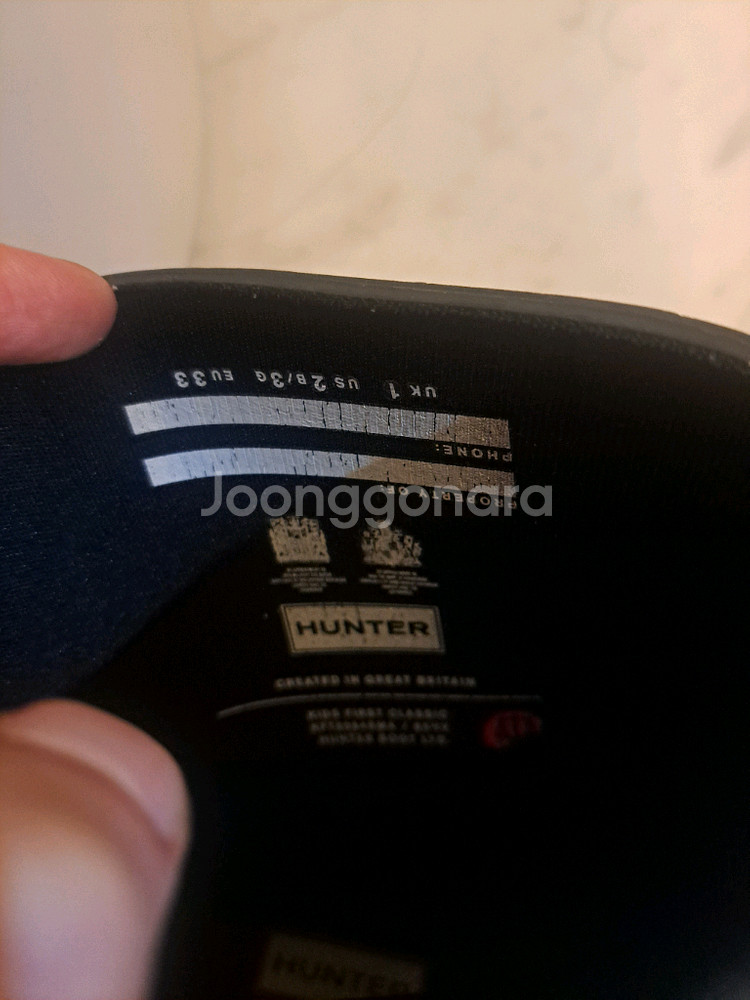 UK 1 US 2B/3G EU 33
PHONE:
PROPERTY OF:
Joonggonara
HUNTER
CREATED IN GREAT BRITAIN
KIDS FIRST CLASSIC
HUNTER BOOT LTD.
HUNTER